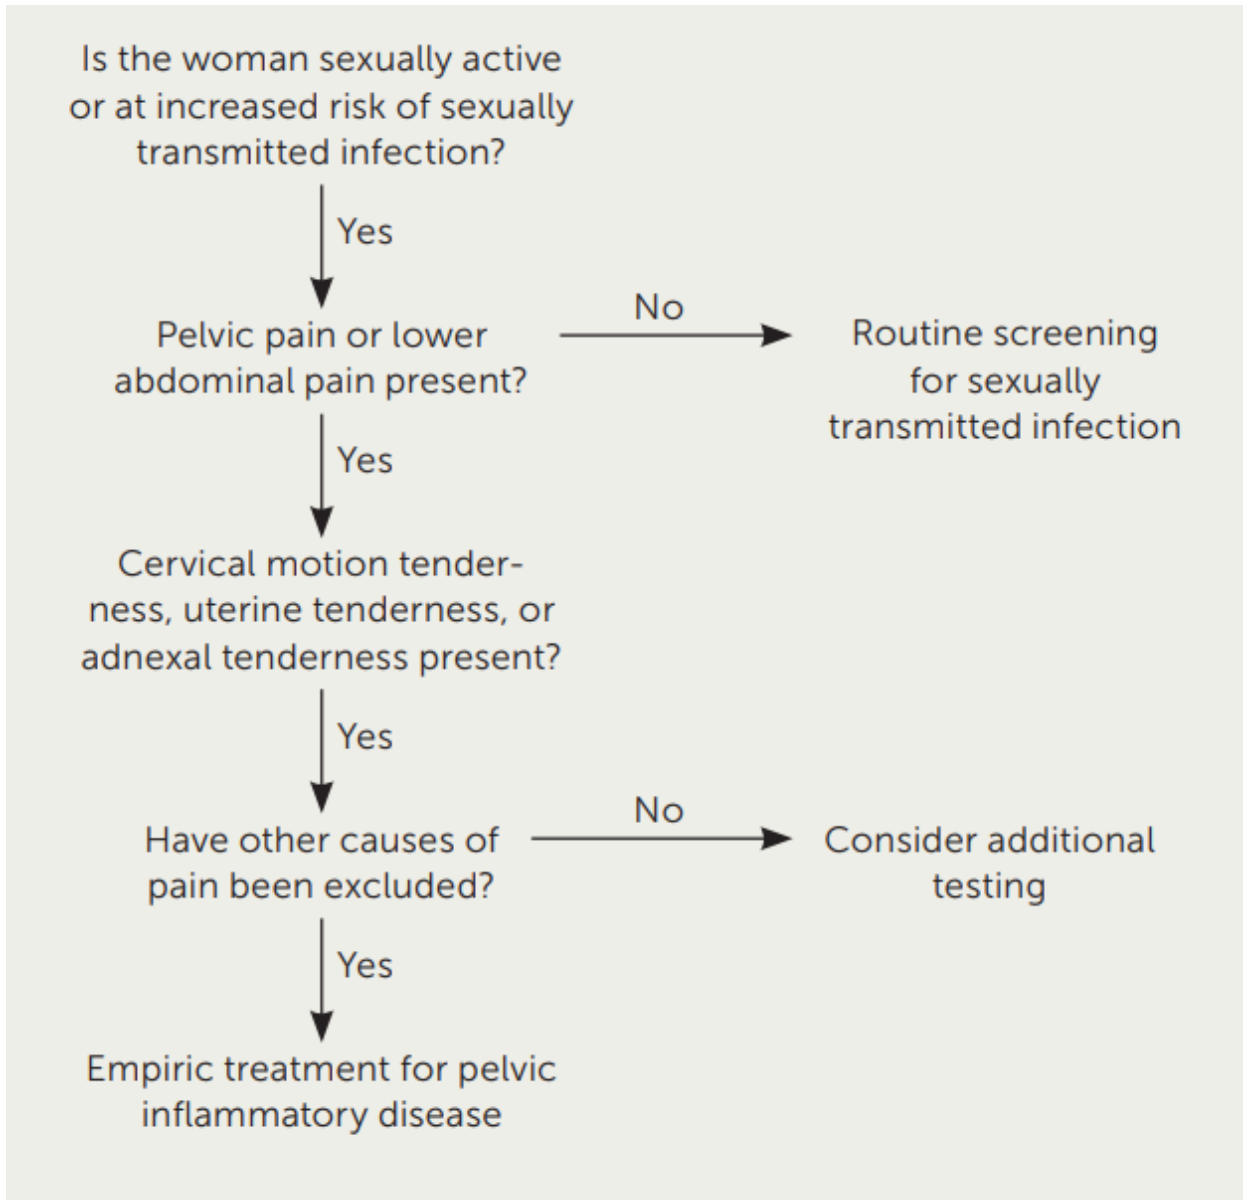 Is the woman sexually active
or at increased risk of sexually
transmitted infection?
Yes
Pelvic pain or lower
abdominal pain present?
No
Routine screening
for sexually
transmitted infection
Yes
Cervical motion tender-
ness, uterine tenderness, or
adnexal tenderness present?
Yes
Have other causes of
pain been excluded?
No
Consider additional
testing
Yes
Empiric treatment for pelvic
inflammatory disease